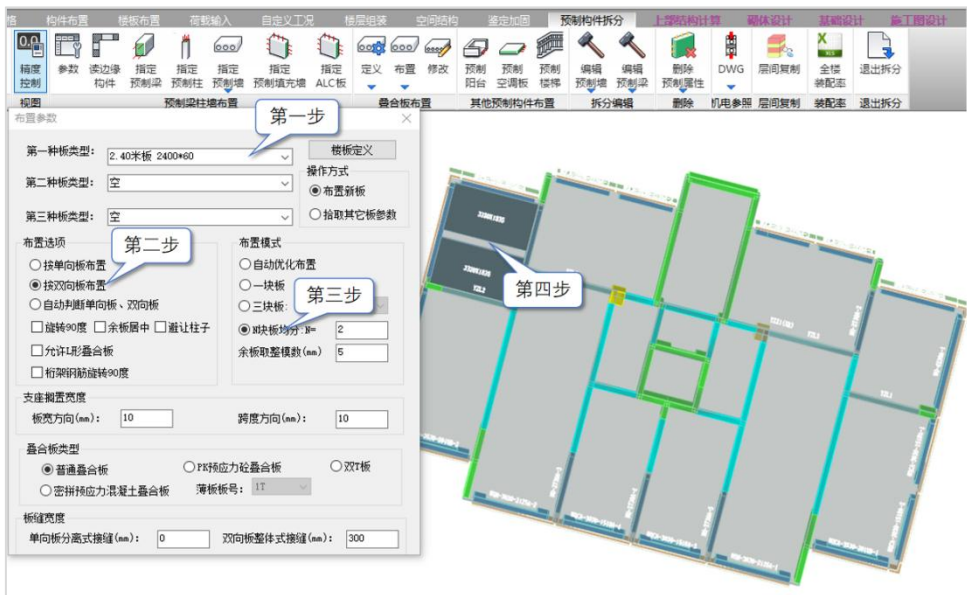 格 构件布置 楼板布置 荷载输入 自定义工况 楼层组装 空间结构 鉴定加固 预制构件拆分 上部结构计算 砌体设计 基础设计 施工图设计
精度控制 参数 读边缘构件 指定预制梁 指定预制柱 指定预制墙 指定预制填充墙 指定ALC板 定义 布置 修改 预制阳台 预制空调板 预制楼梯 编辑预制墙 编辑预制梁 删除预制属性 DWG 层间复制 全楼装配率 退出拆分
视图 预制梁柱墙布置 叠合板布置 其他预制构件布置 拆分编辑 删除 机电参照 层间复制 装配率 退出拆分
布置参数
第一步
第一种板类型: 2.40米板 2400*60 楼板定义
第二种板类型: 空
第三种板类型: 空
操作方式
布置新板
拾取其它板参数
布置选项
第二步
按单向板布置
按双向板布置
自动判断单向板、双向板
旋转90度 余板居中 避让柱子
允许L形叠合板
桁架钢筋旋转90度
布置模式
自动优化布置
一块板
三块板:
第三步
N块板均分:N= 2
余板取整模数(mm) 5
支座搁置宽度
板宽方向(mm): 10 跨度方向(mm): 10
叠合板类型
普通叠合板 PK预应力砼叠合板 双T板
密拼预应力混凝土叠合板 薄板板号: 1T
板缝宽度
单向板分离式接缝(mm): 0 双向板整体式接缝(mm): 300
第四步